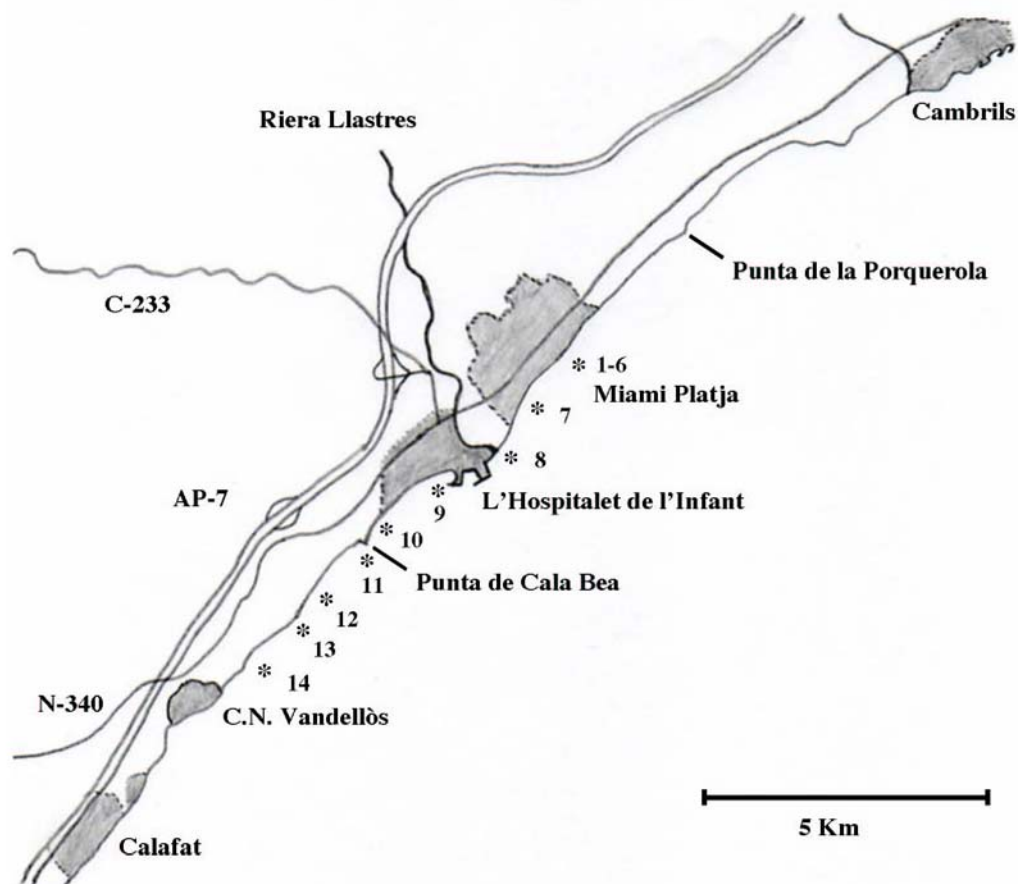 Cambrils
Riera Llastres
Punta de la Porquerola
C-233
* 1-6
Miami Platja
* 7
* 8
AP-7
L’Hospitalet de l’Infant
*
9
*
10
*
11
Punta de Cala Bea
*
12
*
13
*
14
N-340
C.N. Vandellòs
5 Km
Calafat